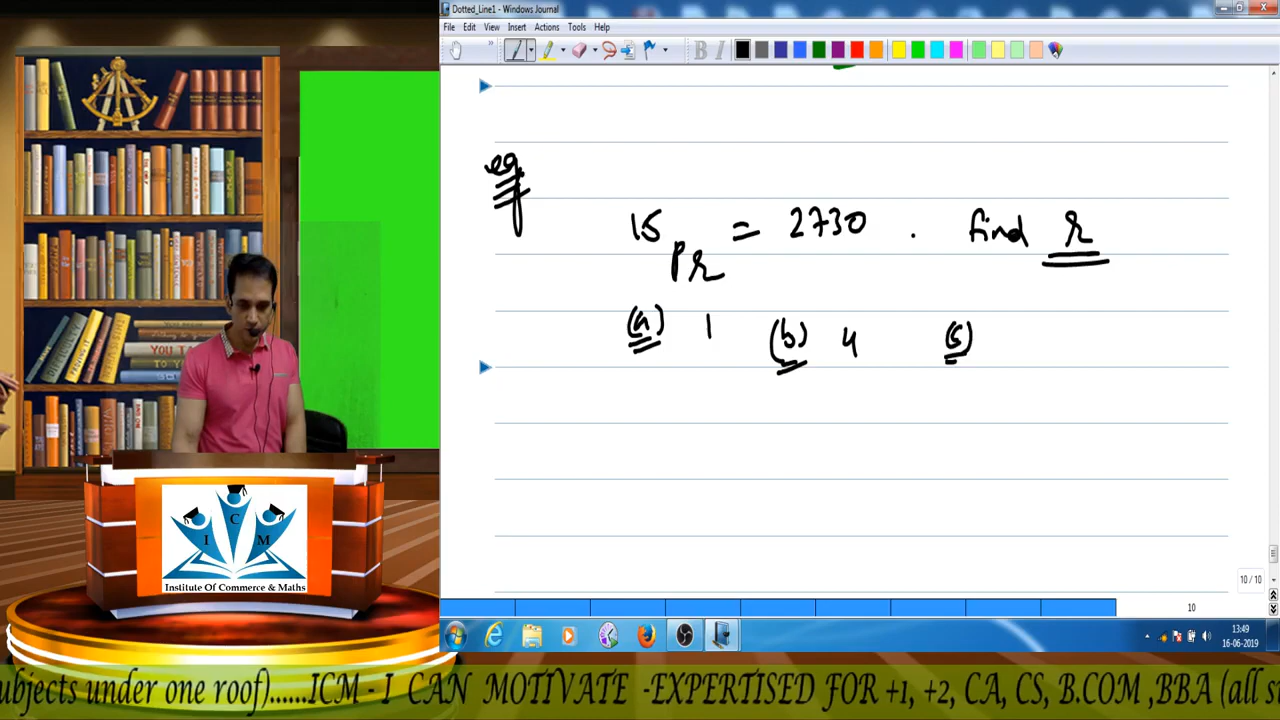 Dotted_Line1 - Windows Journal
File Edit View Insert Actions Tools Help
B I
eg
15 = 2730 . find r
Pr
(a) 1 (b) 4 (c)
I C M
Institute Of Commerce & Maths
10 / 10
10
13:49
16-06-2019
ubjects under one roof)......ICM - I CAN MOTIVATE -EXPERTISED FOR +1, +2, CA, CS, B.COM ,BBA (all s